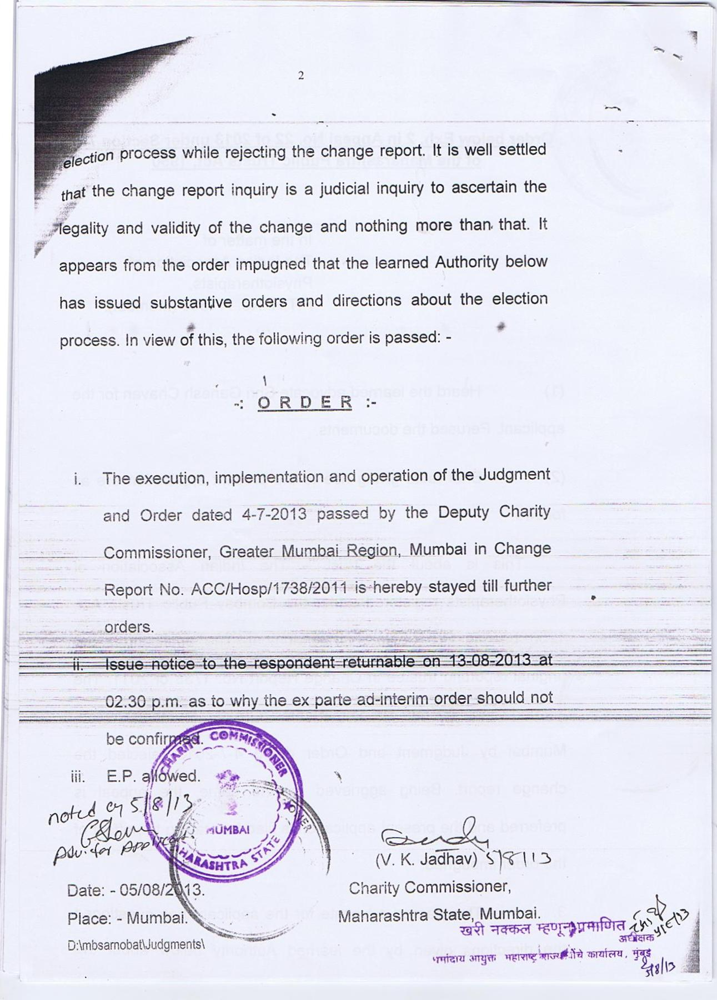 2
election process while rejecting the change report. It is well settled
that the change report inquiry is a judicial inquiry to ascertain the
legality and validity of the change and nothing more than that. It
appears from the order impugned that the learned Authority below
has issued substantive orders and directions about the election
process. In view of this, the following order is passed: -
-: O R D E R :-
i. The execution, implementation and operation of the Judgment
and Order dated 4-7-2013 passed by the Deputy Charity
Commissioner, Greater Mumbai Region, Mumbai in Change
Report No. ACC/Hosp/1738/2011 is hereby stayed till further
orders.
ii. Issue notice to the respondent returnable on 13-08-2013 at
02.30 p.m. as to why the ex parte ad-interim order should not
be confirmed.
iii. E.P. allowed.
CHARITY COMMISSIONER
MUMBAI
MAHARASHTRA STATE
noted 5/8/13
Adv. for Applicant.
(V. K. Jadhav) 5/8/13
Date: - 05/08/2013.
Charity Commissioner,
Place: - Mumbai.
Maharashtra State, Mumbai.
D:\mbsarnobat\Judgments\
खरी नक्कल म्हणून प्रमाणित
अधीक्षक
धर्मादाय आयुक्त महाराष्ट्र राज्य यांचे कार्यालय, मुंबई
5/8/13